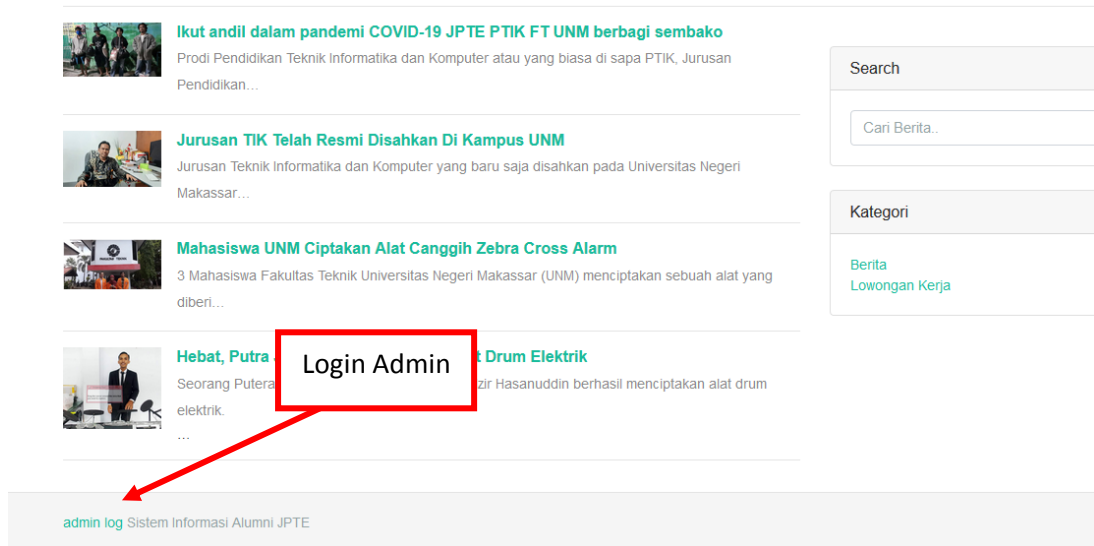 Ikut andil dalam pandemi COVID-19 JPTE PTIK FT UNM berbagi sembako
Prodi Pendidikan Teknik Informatika dan Komputer atau yang biasa di sapa PTIK, Jurusan
Pendidikan…
Jurusan TIK Telah Resmi Disahkan Di Kampus UNM
Jurusan Teknik Informatika dan Komputer yang baru saja disahkan pada Universitas Negeri
Makassar…
Mahasiswa UNM Ciptakan Alat Canggih Zebra Cross Alarm
3 Mahasiswa Fakultas Teknik Universitas Negeri Makassar (UNM) menciptakan sebuah alat yang
diberi…
Hebat, Putra
t Drum Elektrik
Seorang Putera
zir Hasanuddin berhasil menciptakan alat drum
elektrik.
…
Login Admin
Search
Cari Berita..
Kategori
Berita
Lowongan Kerja
admin log Sistem Informasi Alumni JPTE